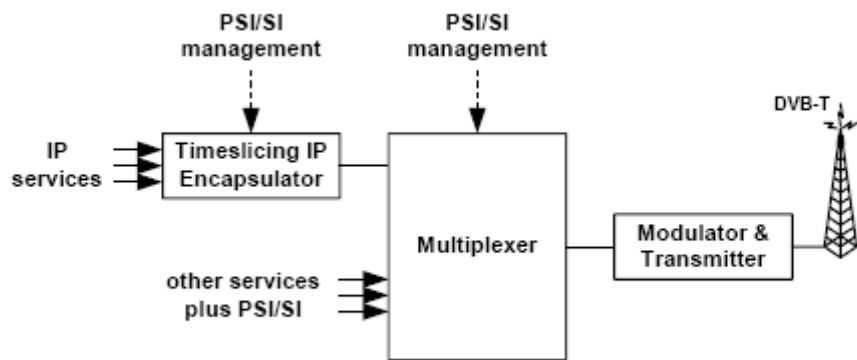 PSI/SI
management
PSI/SI
management
DVB-T
IP
services
Timeslicing IP
Encapsulator
Multiplexer
Modulator &
Transmitter
other services
plus PSI/SI